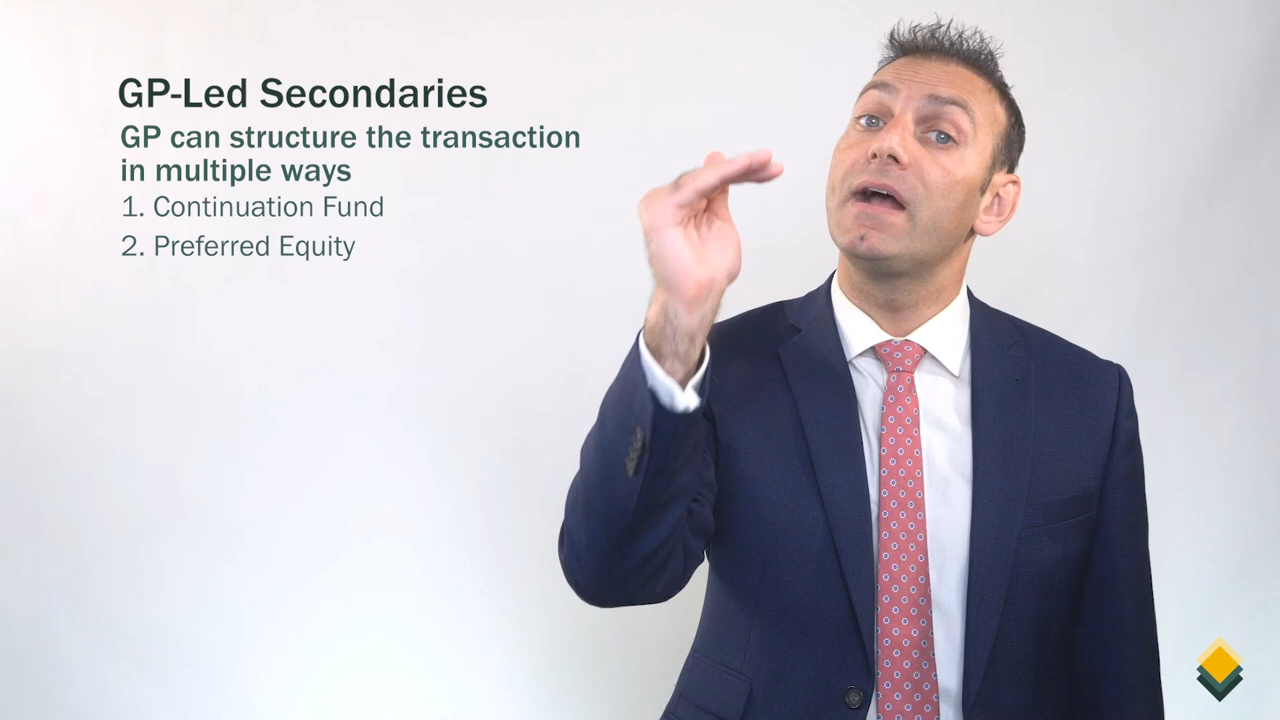 GP-Led Secondaries
GP can structure the transaction
in multiple ways
1. Continuation Fund
2. Preferred Equity